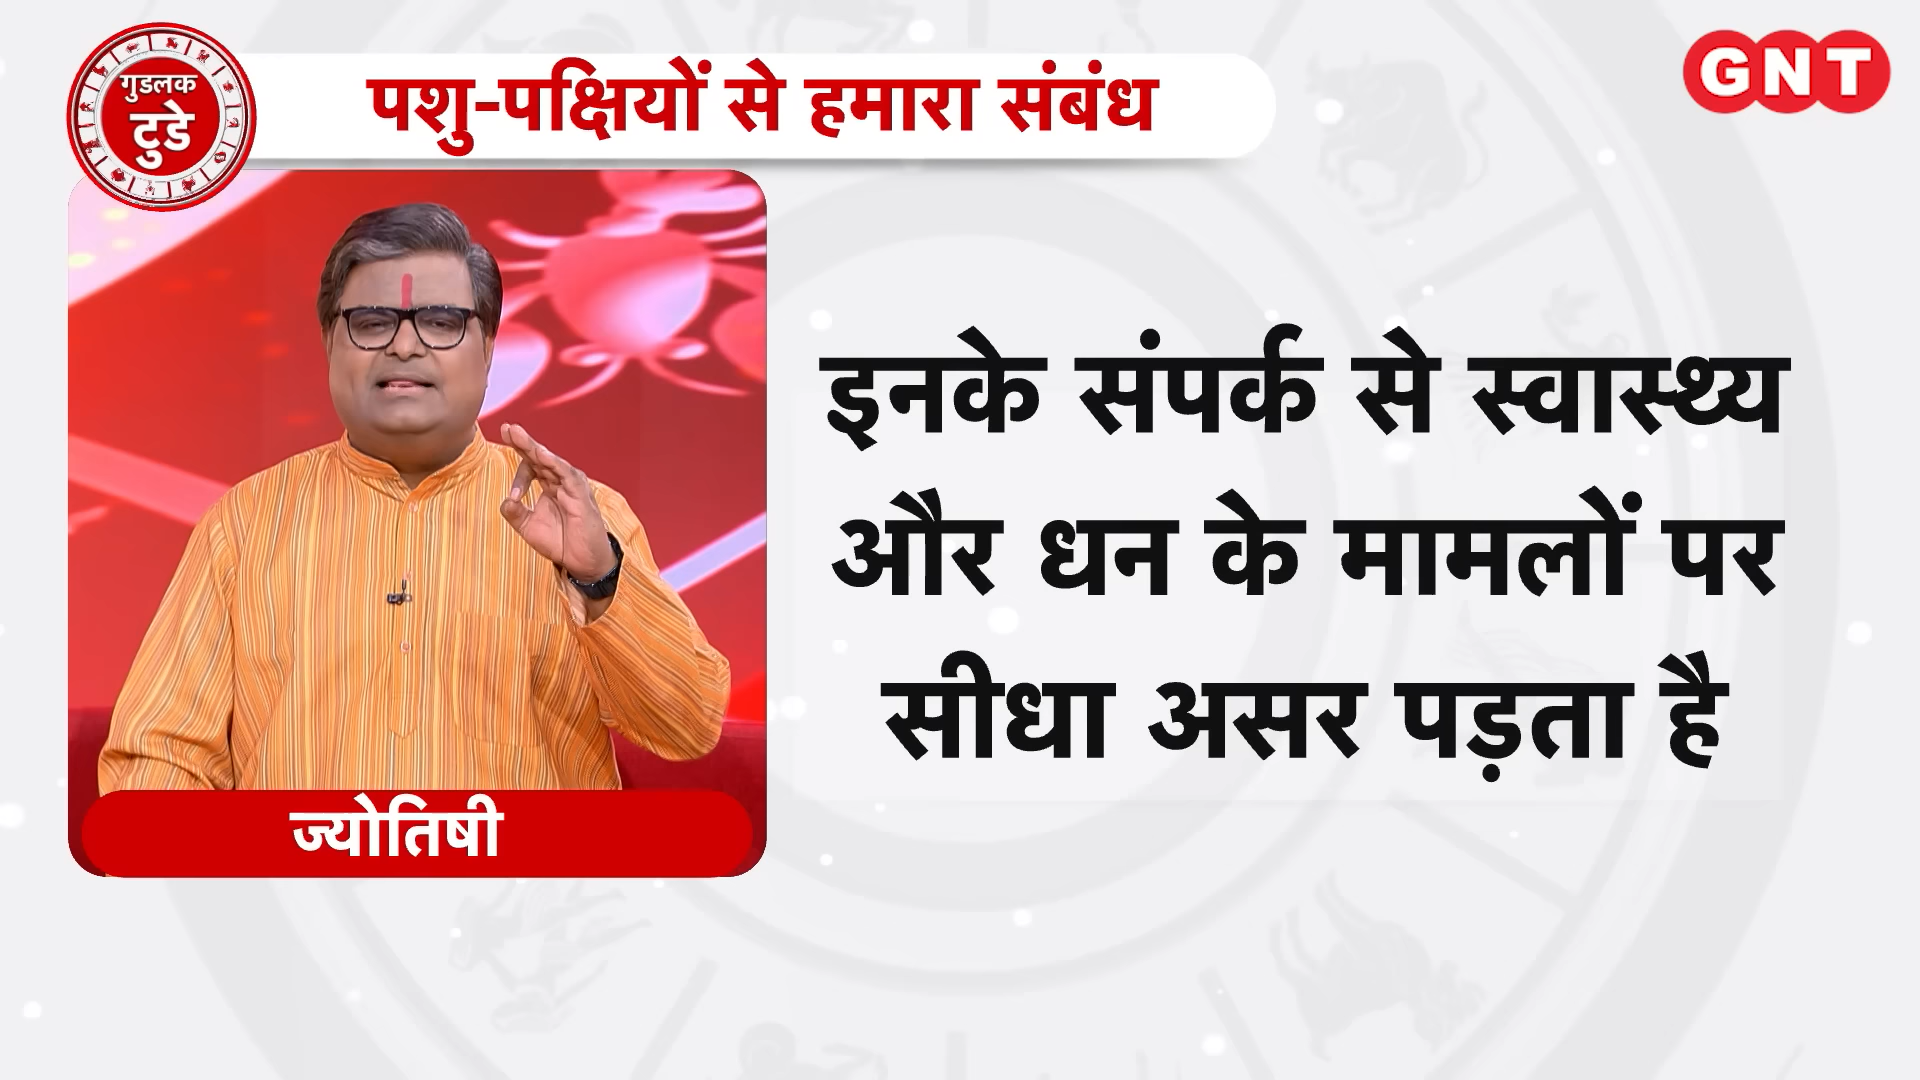 गुडलक
टुडे
पशु-पक्षियों से हमारा संबंध
GNT
इनके संपर्क से स्वास्थ्य
और धन के मामलों पर
सीधा असर पड़ता है
ज्योतिषी